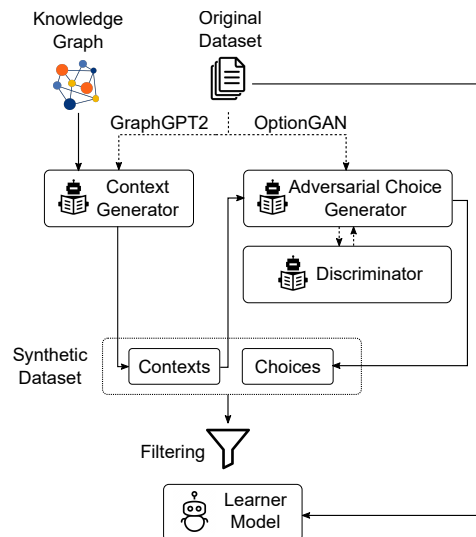 Knowledge
Graph
Original
Dataset
GraphGPT2
OptionGAN
Context
Generator
Adversarial Choice
Generator
Discriminator
Synthetic
Dataset
Contexts
Choices
Filtering
Learner
Model